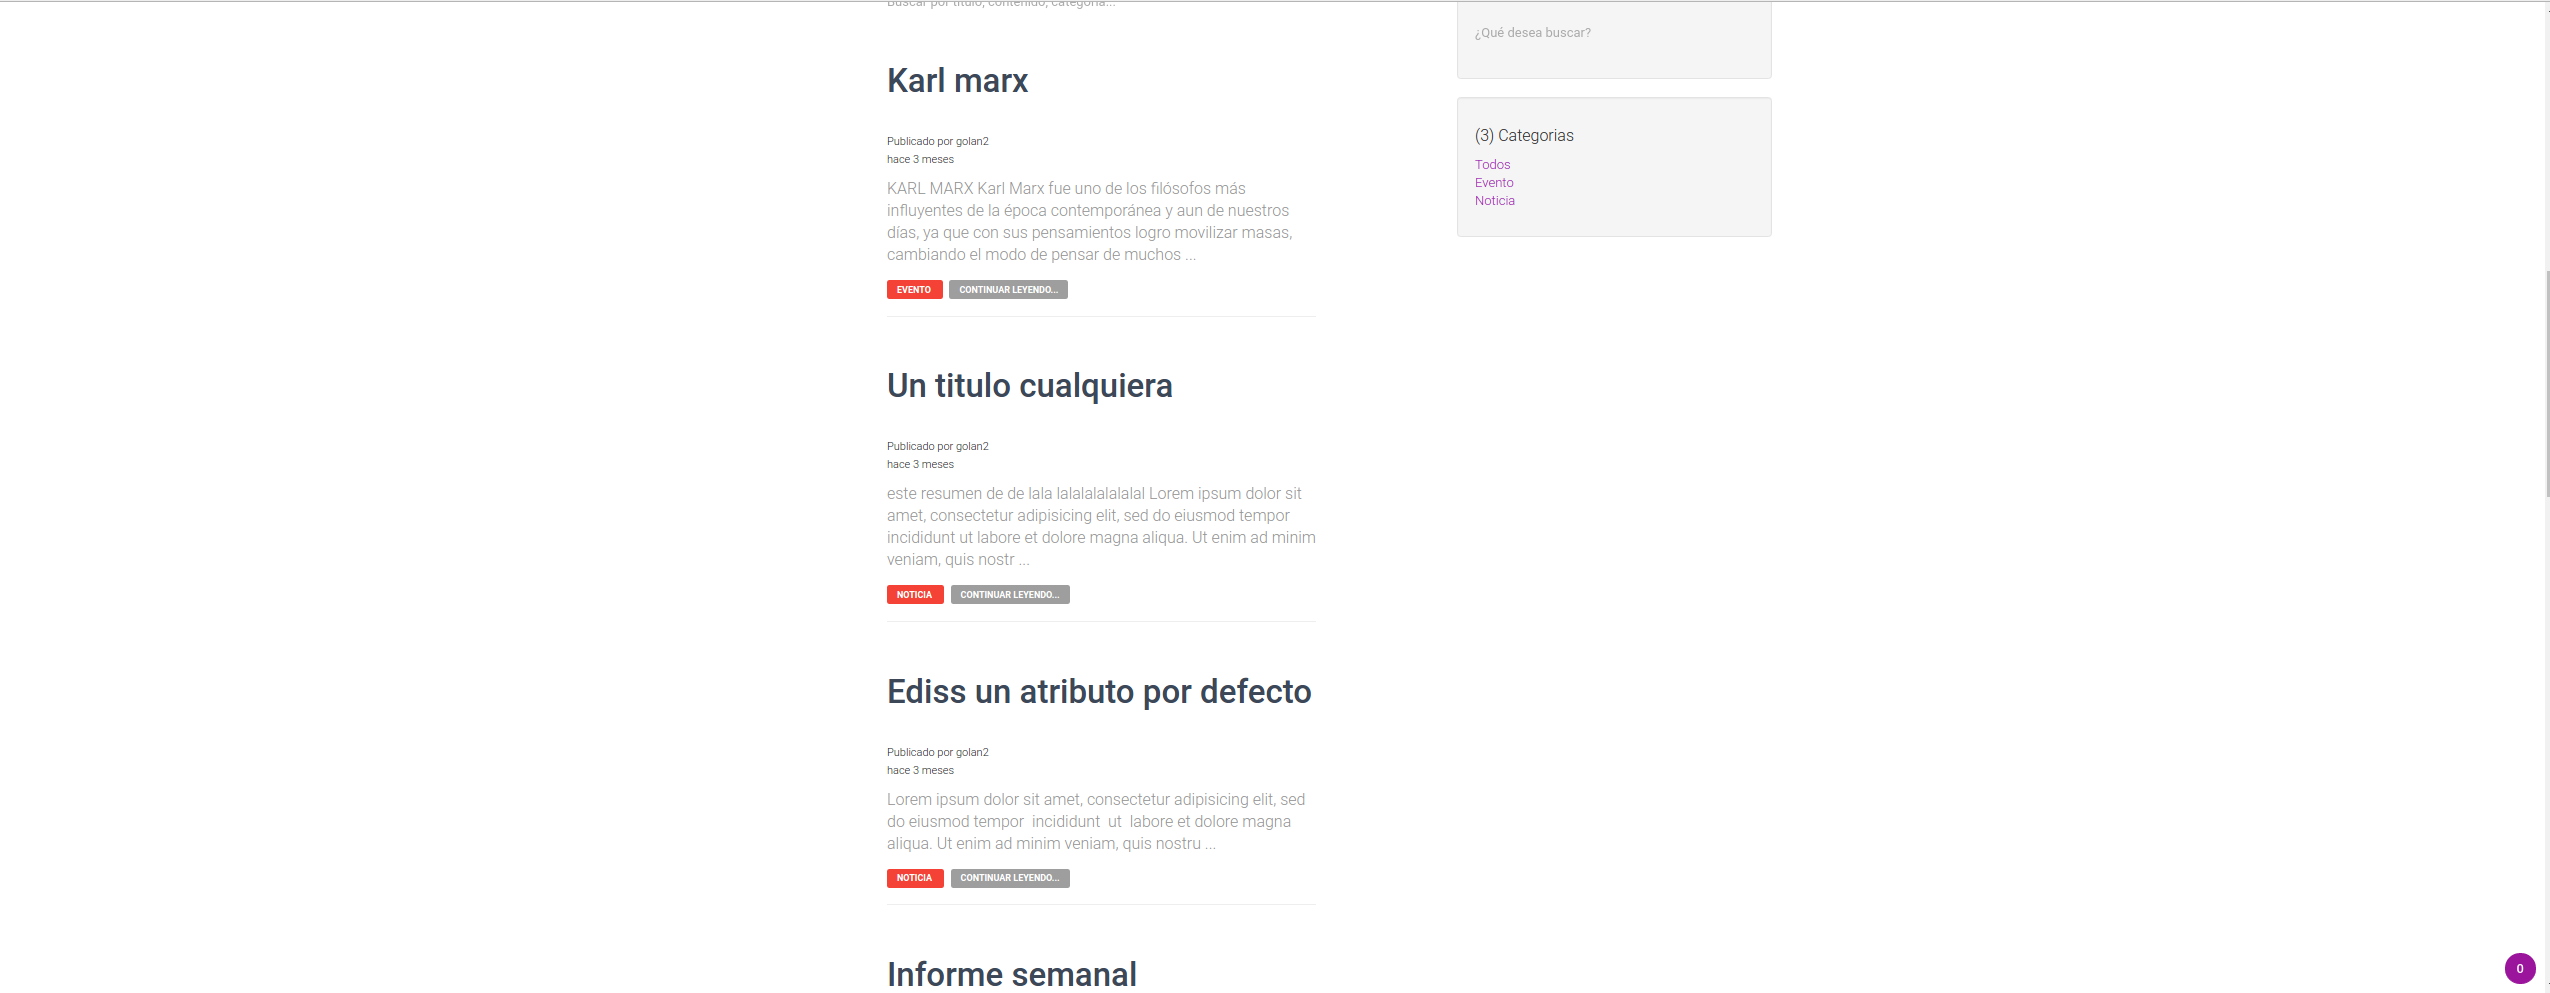 Buscar por titulo, contenido, categoria...
Karl marx
Publicado por golan2
hace 3 meses
KARL MARX Karl Marx fue uno de los filósofos más
influyentes de la época contemporánea y aun de nuestros
días, ya que con sus pensamientos logro movilizar masas,
cambiando el modo de pensar de muchos ...
EVENTO CONTINUAR LEYENDO...
Un titulo cualquiera
Publicado por golan2
hace 3 meses
este resumen de de lala lalalalalalalal Lorem ipsum dolor sit
amet, consectetur adipisicing elit, sed do eiusmod tempor
incididunt ut labore et dolore magna aliqua. Ut enim ad minim
veniam, quis nostr ...
NOTICIA CONTINUAR LEYENDO...
Ediss un atributo por defecto
Publicado por golan2
hace 3 meses
Lorem ipsum dolor sit amet, consectetur adipisicing elit, sed
do eiusmod tempor incididunt ut labore et dolore magna
aliqua. Ut enim ad minim veniam, quis nostru ...
NOTICIA CONTINUAR LEYENDO...
Informe semanal
¿Qué desea buscar?
(3) Categorias
Todos
Evento
Noticia
0